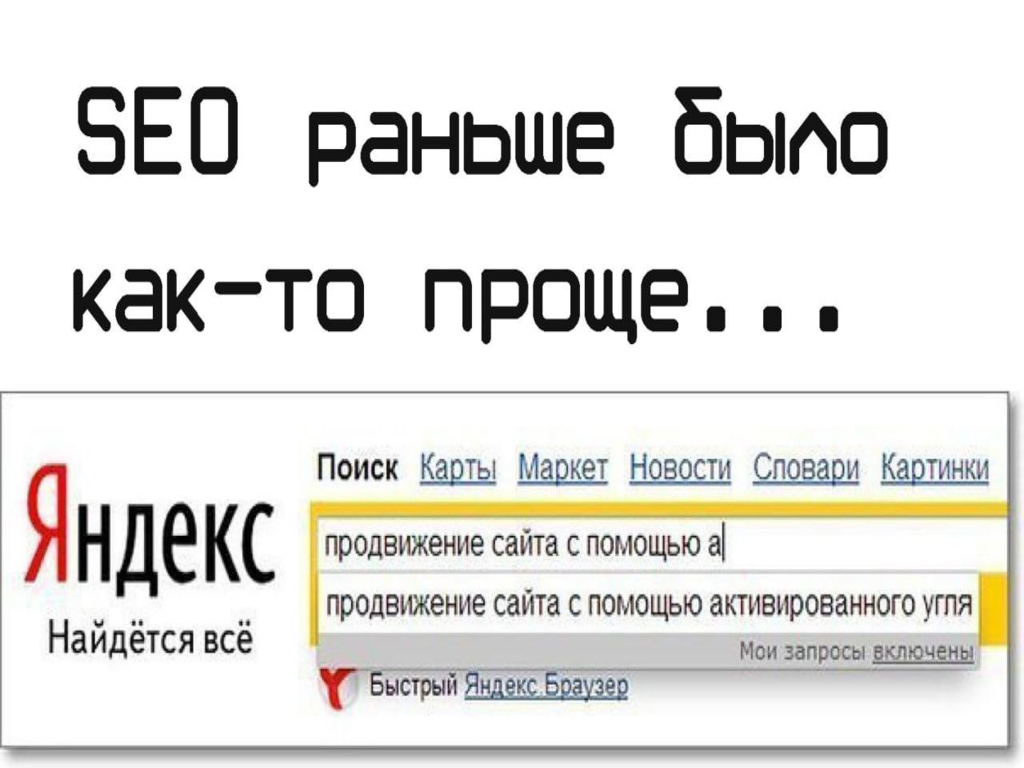 SEO раньше было
как-то проще...
Поиск Карты Маркет Новости Словари Картинки
Яндекс
Найдётся всё
продвижение сайта с помощью а
продвижение сайта с помощью активированного угля
Мои запросы включены
Быстрый Яндекс.Браузер